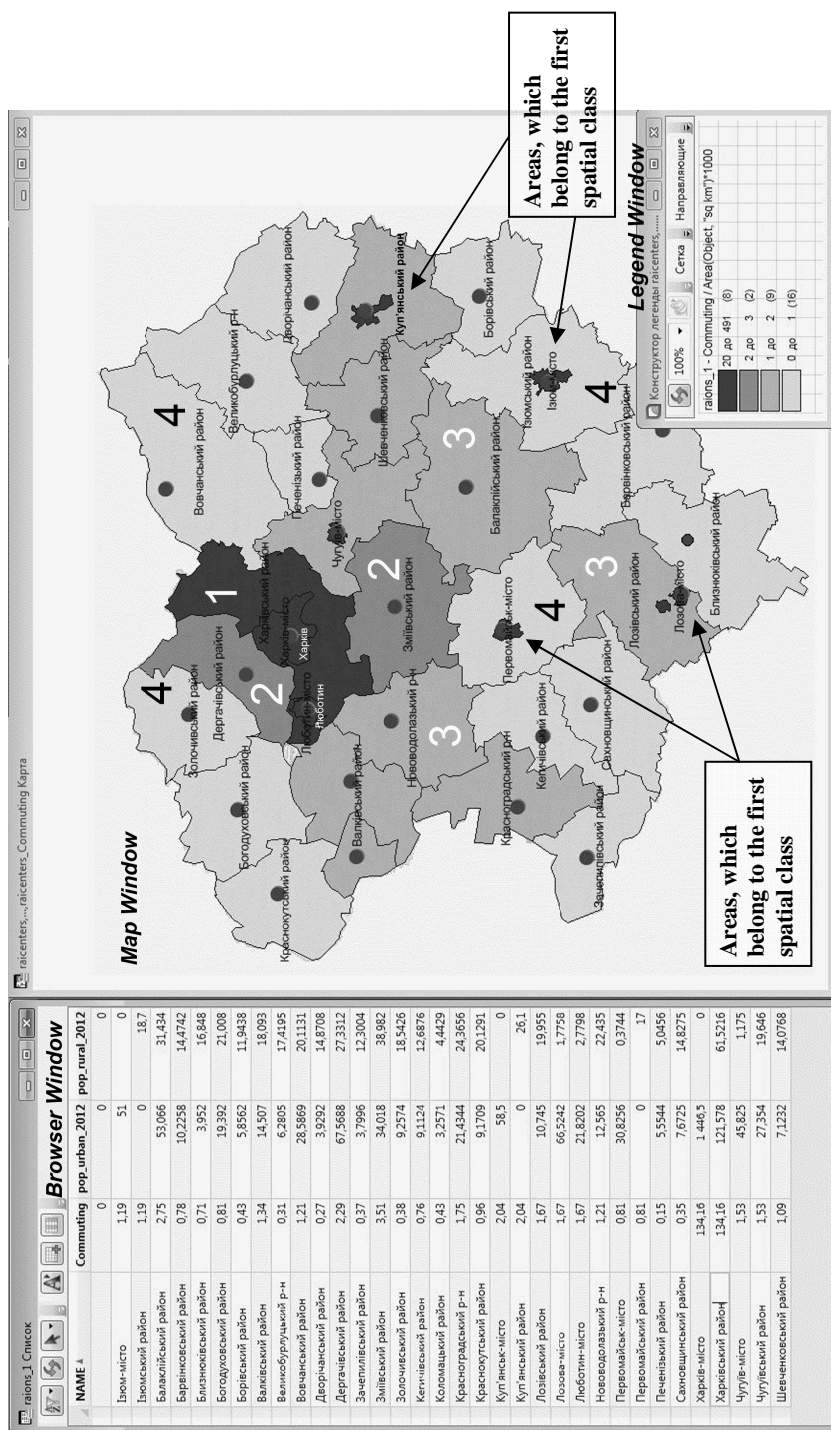 raions_1 Список
Browser Window
NAME Commuting pop_urban_2012 pop_rural_2012
0 0 0
Ізюм-місто 1,19 51 0
Ізюмський район 1,19 0 18,7
Балаклійський район 2,75 53,066 31,434
Барвінковський район 0,78 10,2258 14,4742
Близнюківський район 0,71 3,952 16,848
Богодуховський район 0,81 19,392 21,008
Борівський район 0,43 5,8562 11,9438
Валківський район 1,34 14,507 18,093
Великобурлуцький р-н 0,31 6,2805 17,4195
Вовчанський район 1,21 28,5869 20,1131
Дворічанський район 0,27 3,9292 14,8708
Дергачівський район 2,29 67,5688 27,3312
Зачепилівський район 0,37 3,7996 12,3004
Зміївський район 3,51 34,018 38,982
Золочивський район 0,38 9,2574 18,5426
Кегичівський район 0,76 9,1124 12,6876
Коломацький район 0,43 3,2571 4,4429
Красноградський р-н 1,75 21,4344 24,3656
Краснокутський район 0,96 9,1709 20,1291
Куп'янськ-місто 2,04 58,5 0
Куп'янський район 2,04 0 26,1
Лозівський район 1,67 10,745 19,955
Лозова-місто 1,67 66,5242 1,7758
Люботин-місто 1,67 21,8202 2,7798
Нововодолазький р-н 1,21 12,565 22,435
Первомайськ-місто 0,81 30,8256 0,3744
Первомайський район 0,81 0 17
Печенізький район 0,15 5,5544 5,0456
Сахновщинський район 0,35 7,6725 14,8275
Харків-місто 134,16 1 446,5 0
Харківський район 134,16 121,578 61,5216
Чугуїв-місто 1,53 45,825 1,175
Чугуївський район 1,53 27,354 19,646
Шевченковський район 1,09 7,1232 14,0768
raicenters,...,raicenters_Commuting Карта
Map Window
Краснокутський район
Богодуховський район
Золочивський район
4
Дергачівський район
2
1
Харківський район
Харків-місто
Харків
Люботин-місто
Люботин
Вовчанський район
4
Великобурлуцький р-н
Дворічанський район
Печенізький район
Чугуїв-місто
Шевченковський район
Куп'янський район
Валківський район
Нововодолазький р-н
3
Зміївський район
2
Балаклійський район
3
Борівський район
Ізюмський район
Ізюм-місто
4
Красноградський р-н
Кегичівський район
Первомайськ-місто
4
Зачепилівський район
Сахновщинський район
Лозівський район
3
Лозова-місто
Близнюківський район
Барвінковський район
Areas, which
belong to the first
spatial class
Areas, which
belong to the first
spatial class
Legend Window
Конструктор легенды raicenters,......
100% Сетка Направляющие
raions_1 - Commuting / Area(Object, "sq km")*1000
20 до 491 (8)
2 до 3 (2)
1 до 2 (9)
0 до 1 (16)